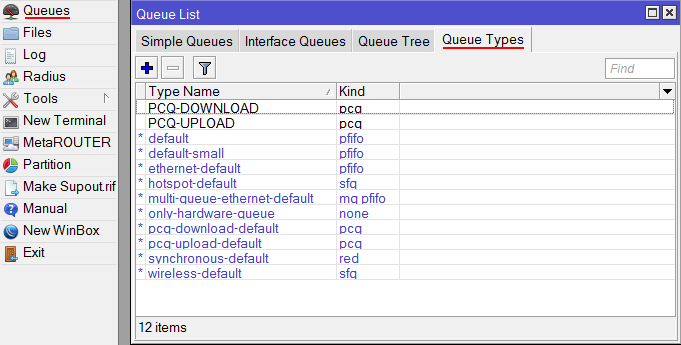 Queues
Files
Log
Radius
Tools
New Terminal
MetaROUTER
Partition
Make Supout.rif
Manual
New WinBox
Exit
Queue List
Simple Queues Interface Queues Queue Tree Queue Types
Find
Type Name Kind
PCQ-DOWNLOAD pcq
PCQ-UPLOAD pcq
* default pfifo
* default-small pfifo
* ethernet-default pfifo
* hotspot-default sfq
* multi-queue-ethernet-default mq pfifo
* only-hardware-queue none
* pcq-download-default pcq
* pcq-upload-default pcq
* synchronous-default red
* wireless-default sfq
12 items